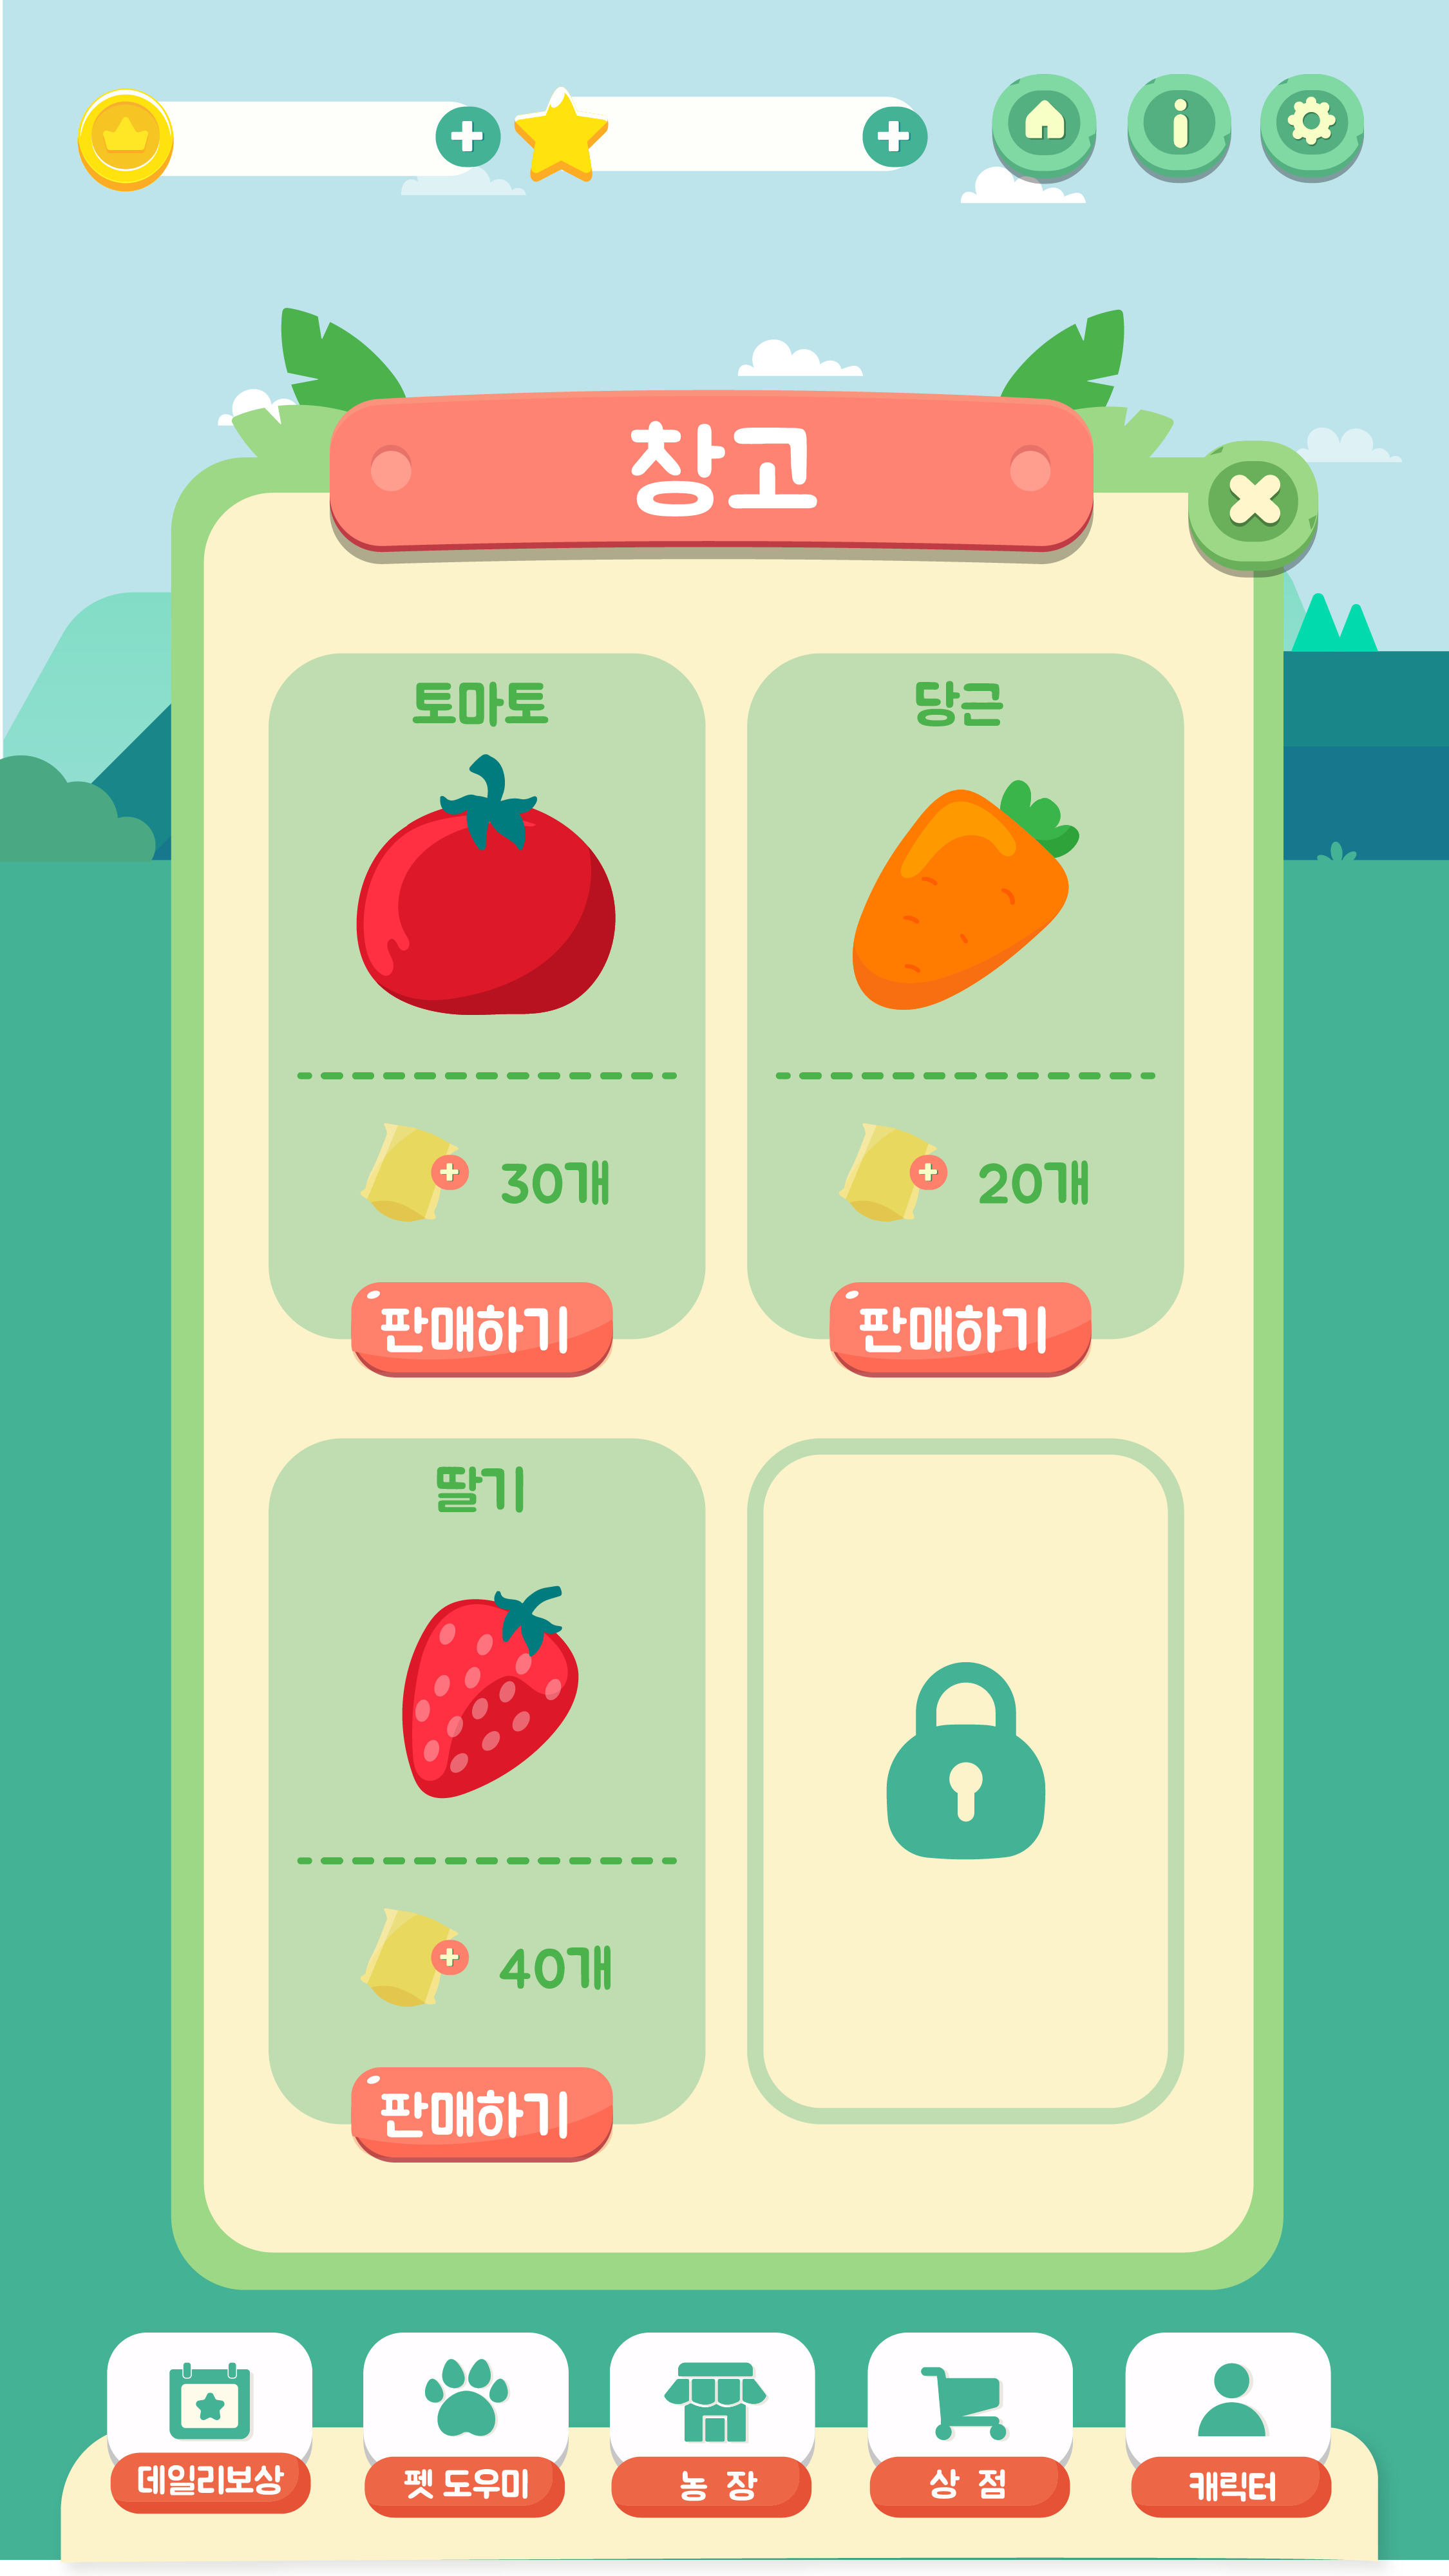 창고
토마토
당근
30개
20개
판매하기
판매하기
딸기
40개
판매하기
데일리보상
펫 도우미
농 장
상 점
캐릭터